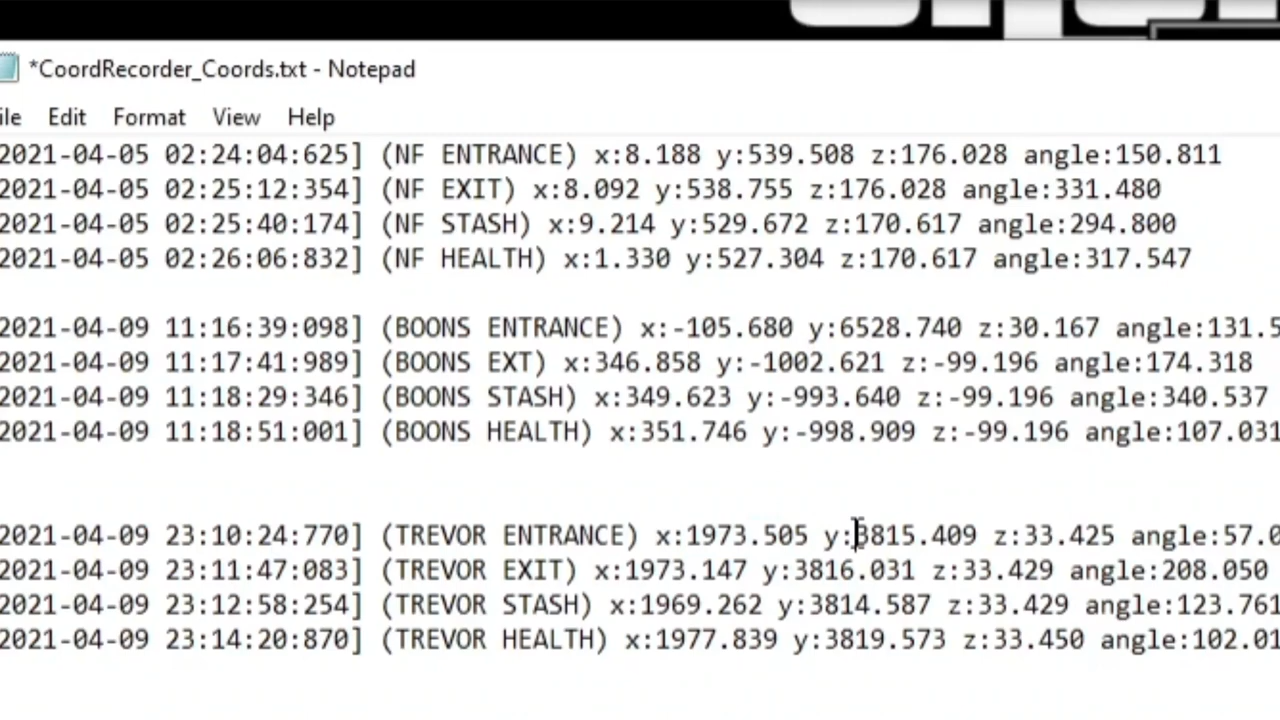 *CoordRecorder_Coords.txt - Notepad
ile Edit Format View Help
2021-04-05 02:24:04:625] (NF ENTRANCE) x:8.188 y:539.508 z:176.028 angle:150.811
2021-04-05 02:25:12:354] (NF EXIT) x:8.092 y:538.755 z:176.028 angle:331.480
2021-04-05 02:25:40:174] (NF STASH) x:9.214 y:529.672 z:170.617 angle:294.800
2021-04-05 02:26:06:832] (NF HEALTH) x:1.330 y:527.304 z:170.617 angle:317.547
2021-04-09 11:16:39:098] (BOONS ENTRANCE) x:-105.680 y:6528.740 z:30.167 angle:131.5
2021-04-09 11:17:41:989] (BOONS EXT) x:346.858 y:-1002.621 z:-99.196 angle:174.318
2021-04-09 11:18:29:346] (BOONS STASH) x:349.623 y:-993.640 z:-99.196 angle:340.537
2021-04-09 11:18:51:001] (BOONS HEALTH) x:351.746 y:-998.909 z:-99.196 angle:107.031
2021-04-09 23:10:24:770] (TREVOR ENTRANCE) x:1973.505 y:3815.409 z:33.425 angle:57.0
2021-04-09 23:11:47:083] (TREVOR EXIT) x:1973.147 y:3816.031 z:33.429 angle:208.050
2021-04-09 23:12:58:254] (TREVOR STASH) x:1969.262 y:3814.587 z:33.429 angle:123.761
2021-04-09 23:14:20:870] (TREVOR HEALTH) x:1977.839 y:3819.573 z:33.450 angle:102.01